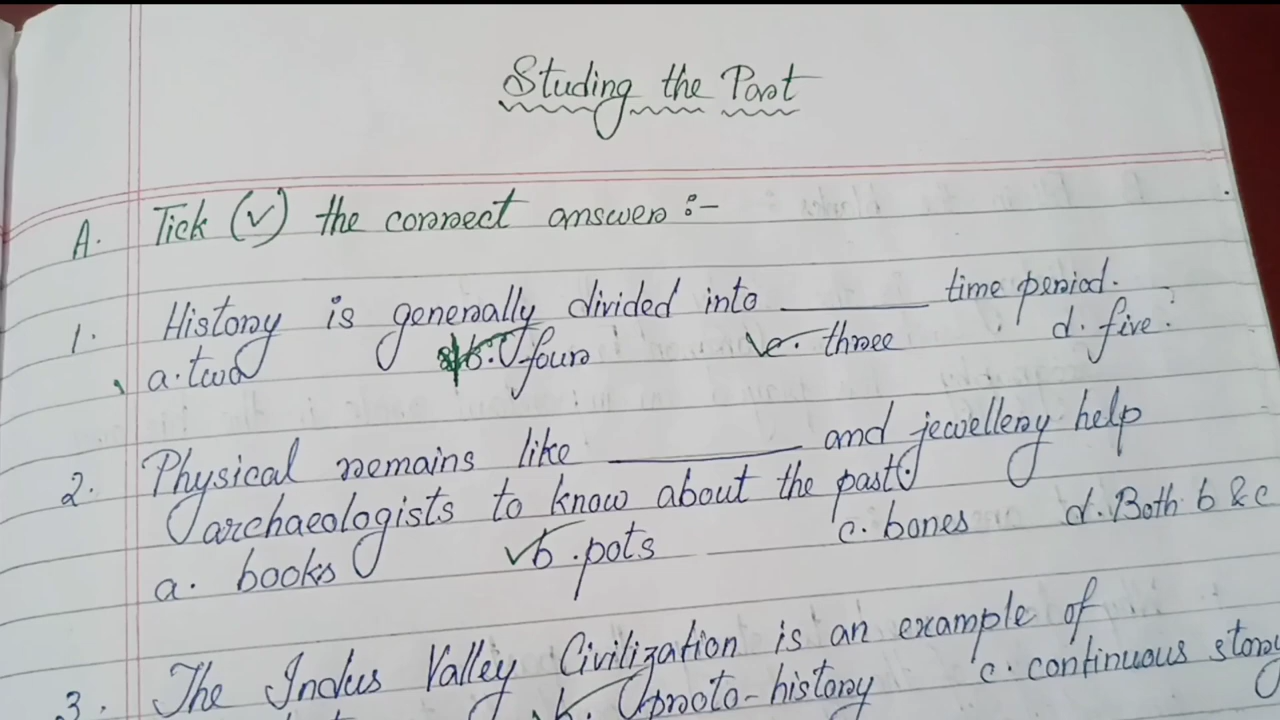 Studing the Past
A. Tick (✓) the correct answer :-
1. History is generally divided into ______ time period.
a. two b. four ✓c. three d. five.
2. Physical remains like ______ and jewellery help
archaeologists to know about the past.
a. books ✓b. pots c. bones d. Both b & c
3. The Indus Valley Civilization is an example of
✓b. proto-history c. continuous story